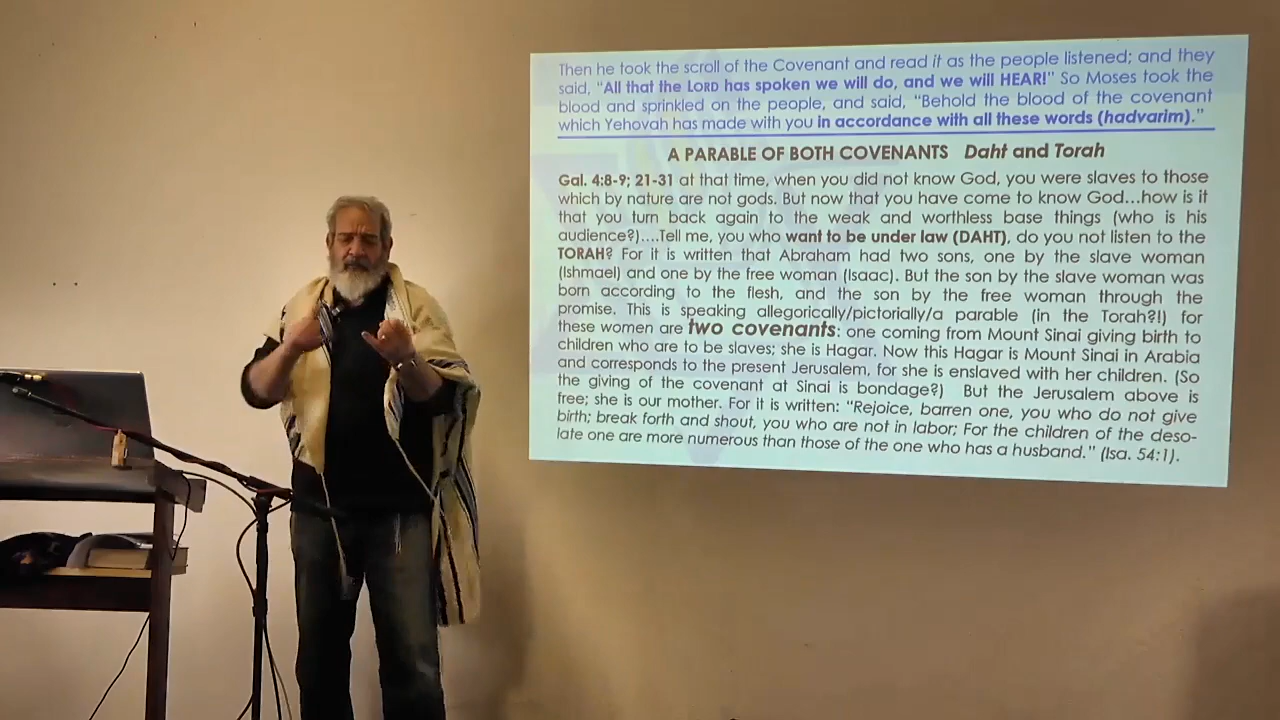 Then he took the scroll of the Covenant and read it as the people listened; and they
said, “All that the LORD has spoken we will do, and we will HEAR!” So Moses took the
blood and sprinkled on the people, and said, “Behold the blood of the covenant
which Yehovah has made with you in accordance with all these words (hadvarim).”
A PARABLE OF BOTH COVENANTS Daht and Torah
Gal. 4:8-9; 21-31 at that time, when you did not know God, you were slaves to those
which by nature are not gods. But now that you have come to know God...how is it
that you turn back again to the weak and worthless base things (who is his
audience?)....Tell me, you who want to be under law (DAHT), do you not listen to the
TORAH? For it is written that Abraham had two sons, one by the slave woman
(Ishmael) and one by the free woman (Isaac). But the son by the slave woman was
born according to the flesh, and the son by the free woman through the
promise. This is speaking allegorically/pictorially/a parable (in the Torah?!) for
these women are two covenants: one coming from Mount Sinai giving birth to
children who are to be slaves; she is Hagar. Now this Hagar is Mount Sinai in Arabia
and corresponds to the present Jerusalem, for she is enslaved with her children. (So
the giving of the covenant at Sinai is bondage?) But the Jerusalem above is
free; she is our mother. For it is written: “Rejoice, barren one, you who do not give
birth; break forth and shout, you who are not in labor; For the children of the deso-
late one are more numerous than those of the one who has a husband.” (Isa. 54:1).